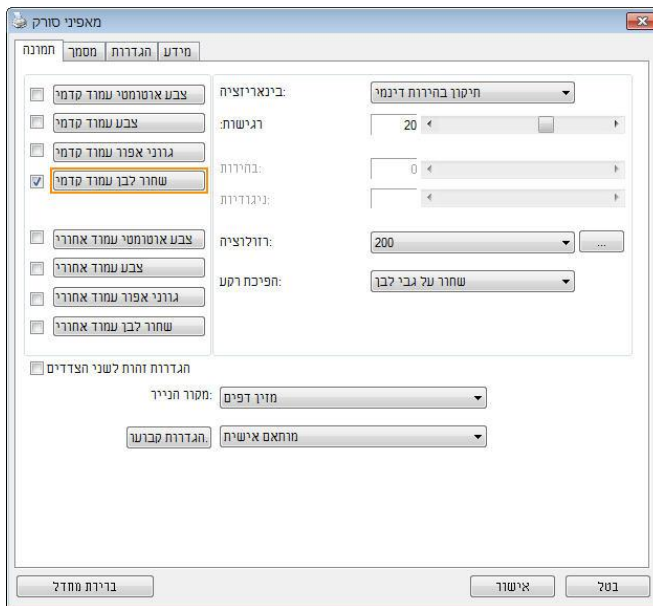 מאפיני סורק
תמונה
מסמך
הגדרות
מידע
צבע אוטומטי עמוד קדמי
צבע עמוד קדמי
גווני אפור עמוד קדמי
שחור לבן עמוד קדמי
צבע אוטומטי עמוד אחורי
צבע עמוד אחורי
גווני אפור עמוד אחורי
שחור לבן עמוד אחורי
בינאריזציה: תיקון בהירות דינמי
רגישות: 20
בהירות: 0
ניגודיות:
רזולוציה: 200 ...
הפיכת רקע: שחור על גבי לבן
הגדרות זהות לשני הצדדים
מקור הנייר: מזין דפים
הגדרות קבוער. מותאם אישית
ברירת מחדל
אישור
בטל